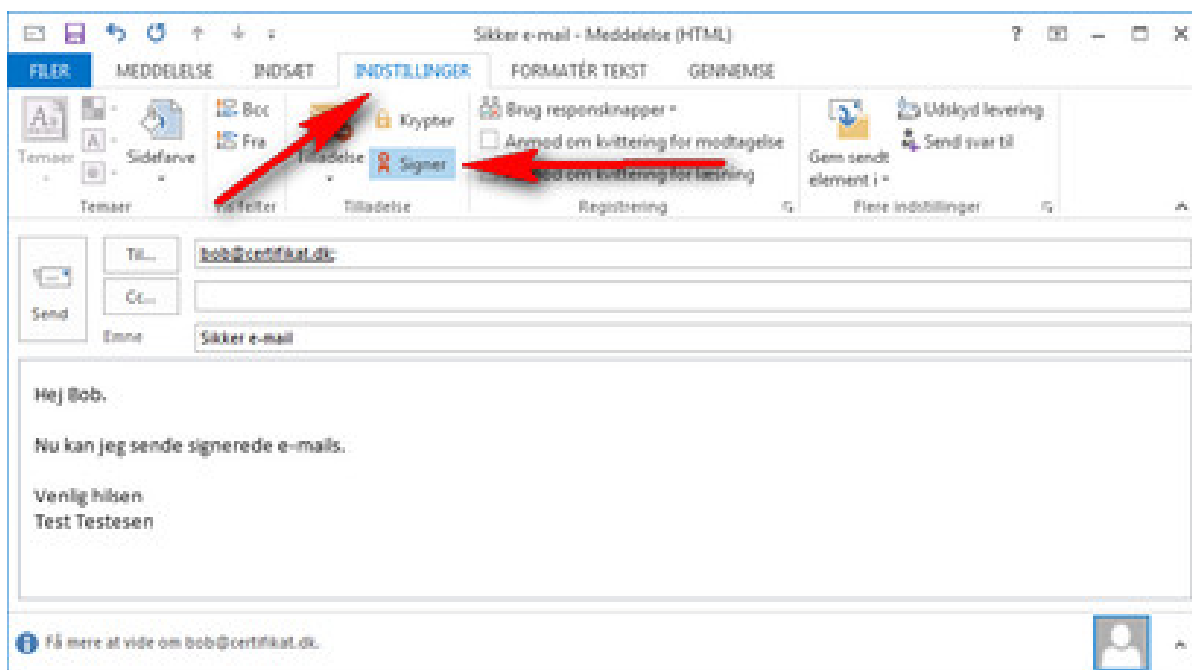 Sikker e-mail - Meddelelse (HTML)
FILER MEDDELELSE INDSÆT INDSTILLINGER FORMATÉR TEKST GENNEMSE
Temaer
Sidefarve
Bcc
Fra
Tilladelse
Krypter
Signer
Brug responsknapper
Anmod om kvittering for modtagelse
om kvittering for læsning
Gem sendt
element i
Udskyd levering
Send svar til
Temaer felter Tilladelse Registrering Flere indstillinger
Send
Til...
bob@certifikat.dk;
Cc...
Emne
Sikker e-mail
Hej Bob.
Nu kan jeg sende signerede e-mails.
Venlig hilsen
Test Testesen
Få mere at vide om bob@certifikat.dk.